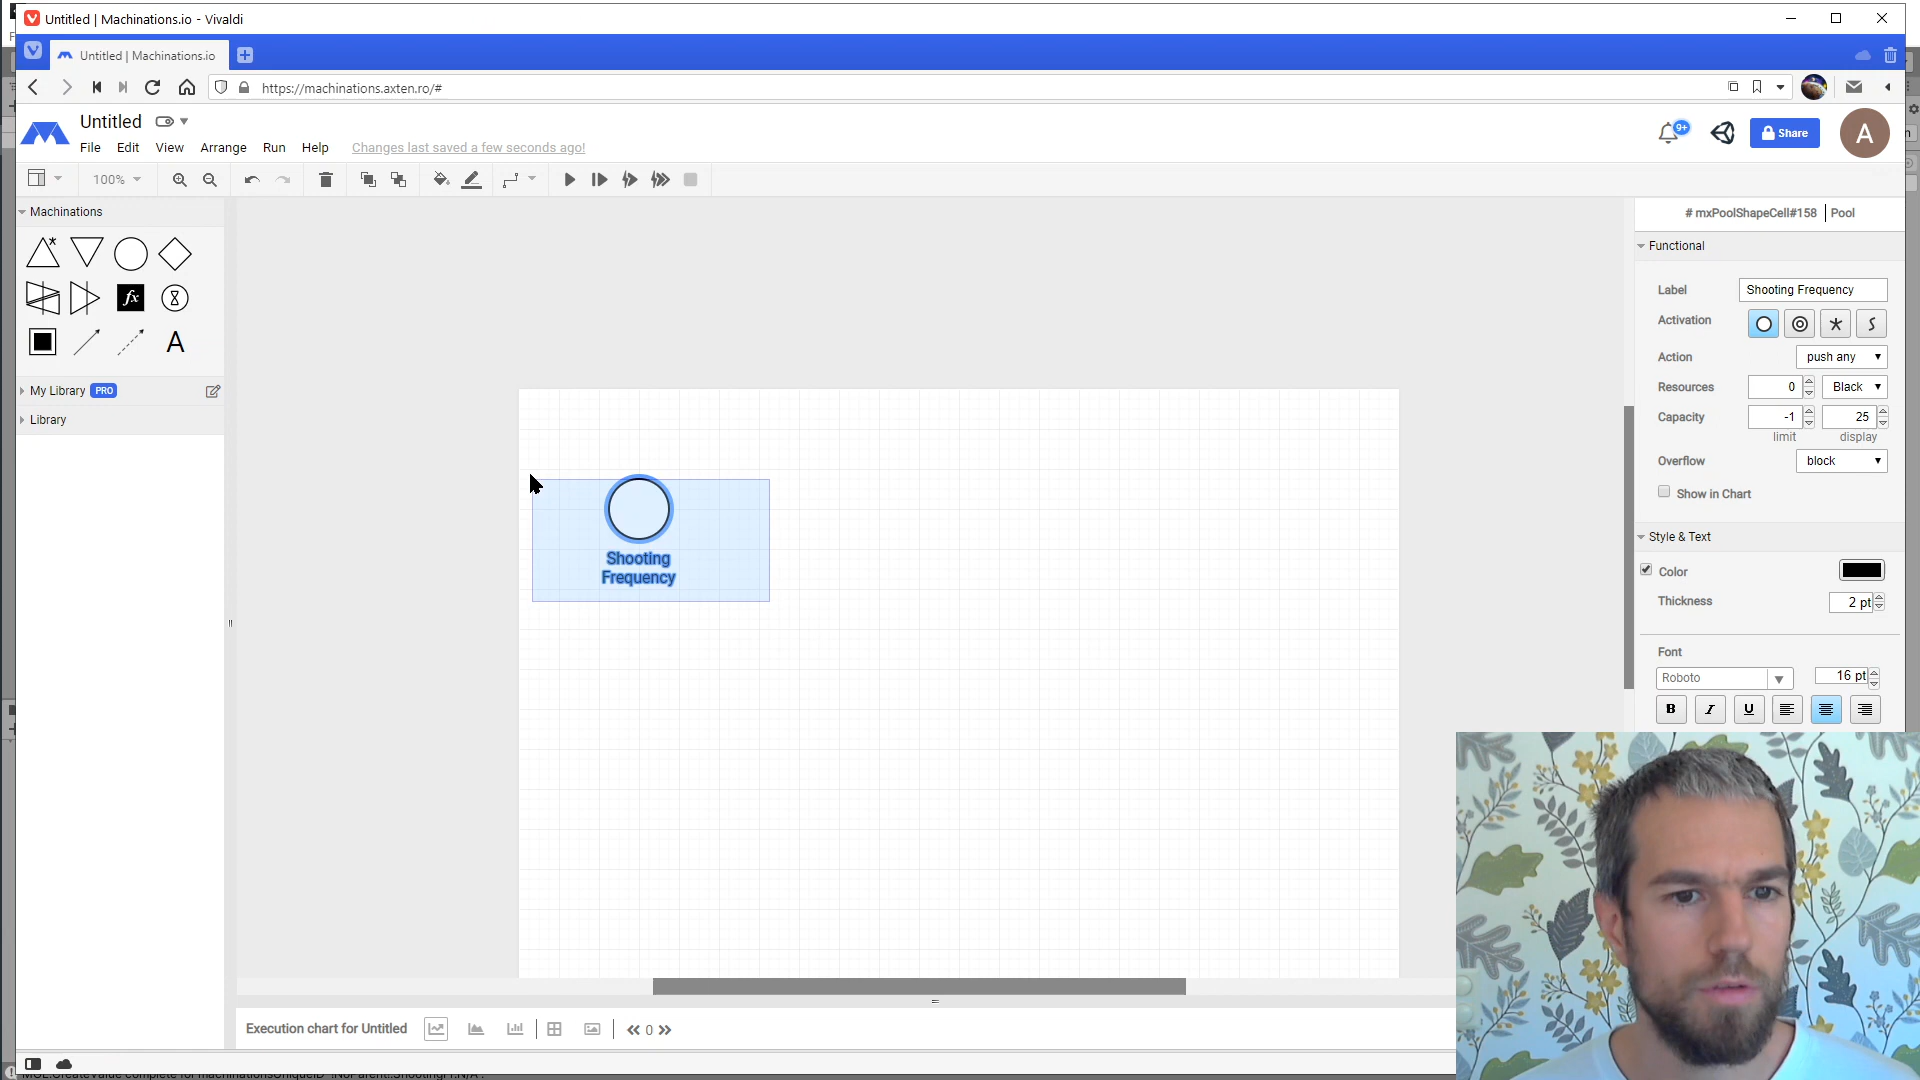 Untitled | Machinations.io - Vivaldi
Untitled | Machinations.io
https://machinations.axten.ro/#
Untitled
File Edit View Arrange Run Help Changes last saved a few seconds ago!
9+
Share
A
100%
Machinations
fx
A
My Library PRO
Library
Shooting
Frequency
# mxPoolShapeCell#158 | Pool
Functional
Label Shooting Frequency
Activation
Action push any
Resources 0 Black
Capacity -1 25
limit display
Overflow block
Show in Chart
Style & Text
Color
Thickness 2 pt
Font
Roboto 16 pt
B I U
Execution chart for Untitled
0